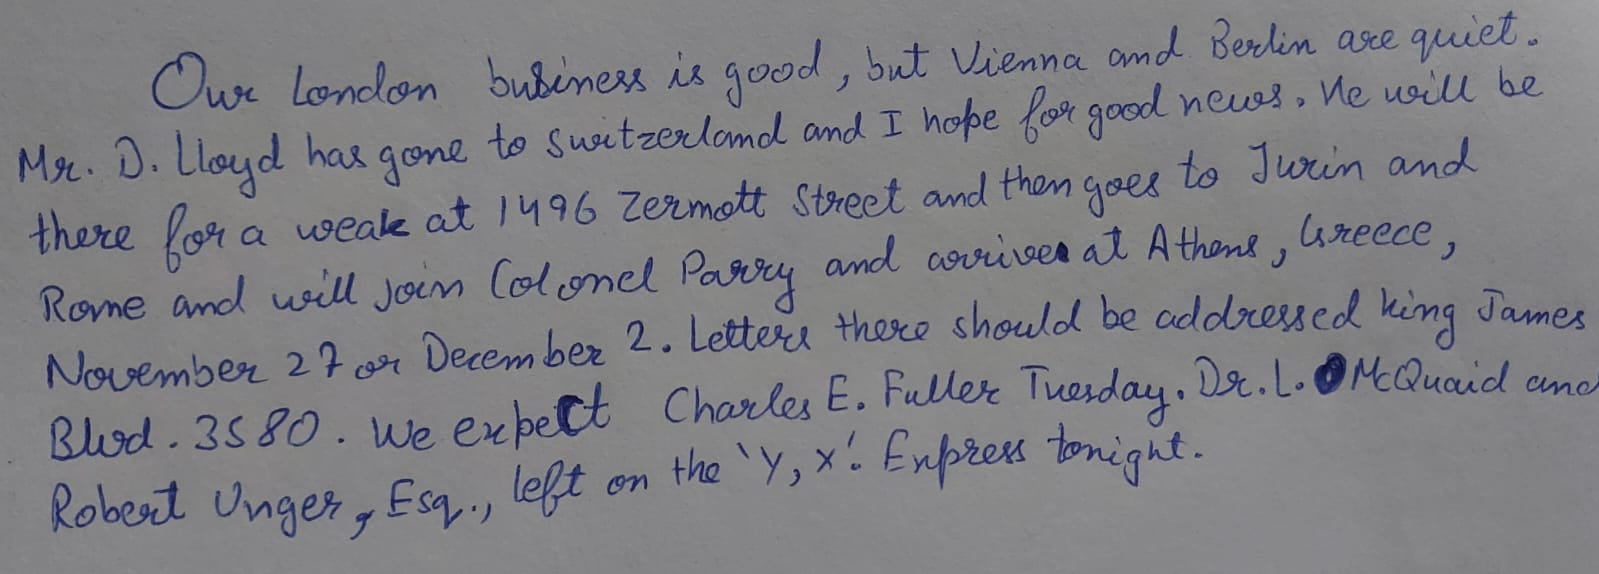 Our London business is good, but Vienna and Berlin are quiet.
Mr. D. Lloyd has gone to Switzerland and I hope for good news. He will be
there for a weak at 1496 Zermott Street and then goes to Turin and
Rome and will join Colonel Parry and arrives at Athens, Greece,
November 27 or December 2. Letters there should be addressed king James
Blvd. 3580. We expect Charles E. Fuller Tuesday. Dr. L. McQuaid and
Robert Unger, Esq., left on the 'Y, X'. Express tonight.